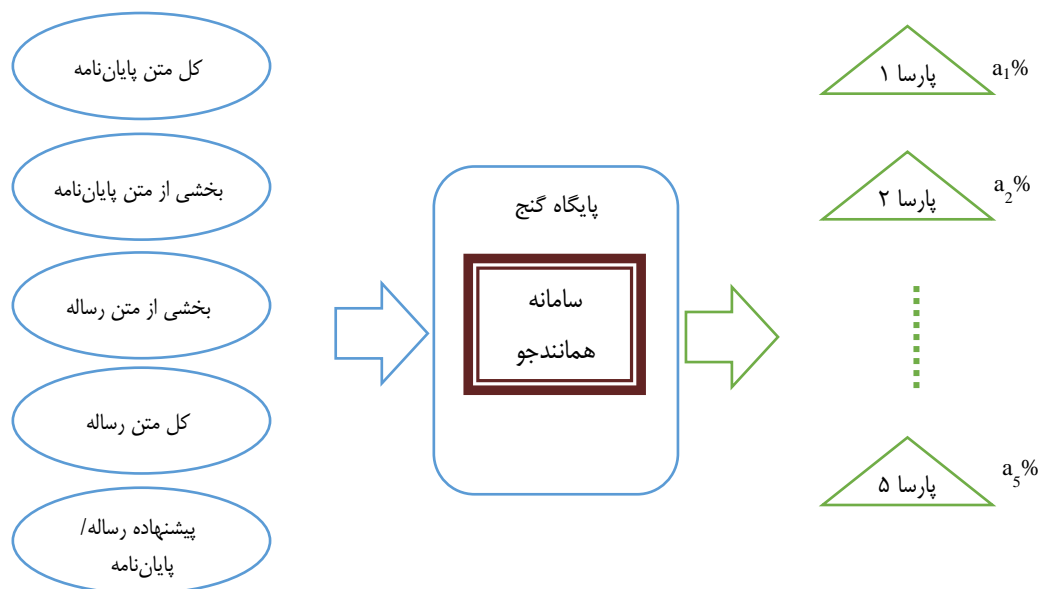 کل متن پایان‌نامه
بخشی از متن پایان‌نامه
بخشی از متن رساله
کل متن رساله
پیشنهاده رساله/
پایان‌نامه
پایگاه گنج
سامانه
همانندجو
پارسا ۱
a₁%
پارسا ۲
a₂%
پارسا ۵
a₅%